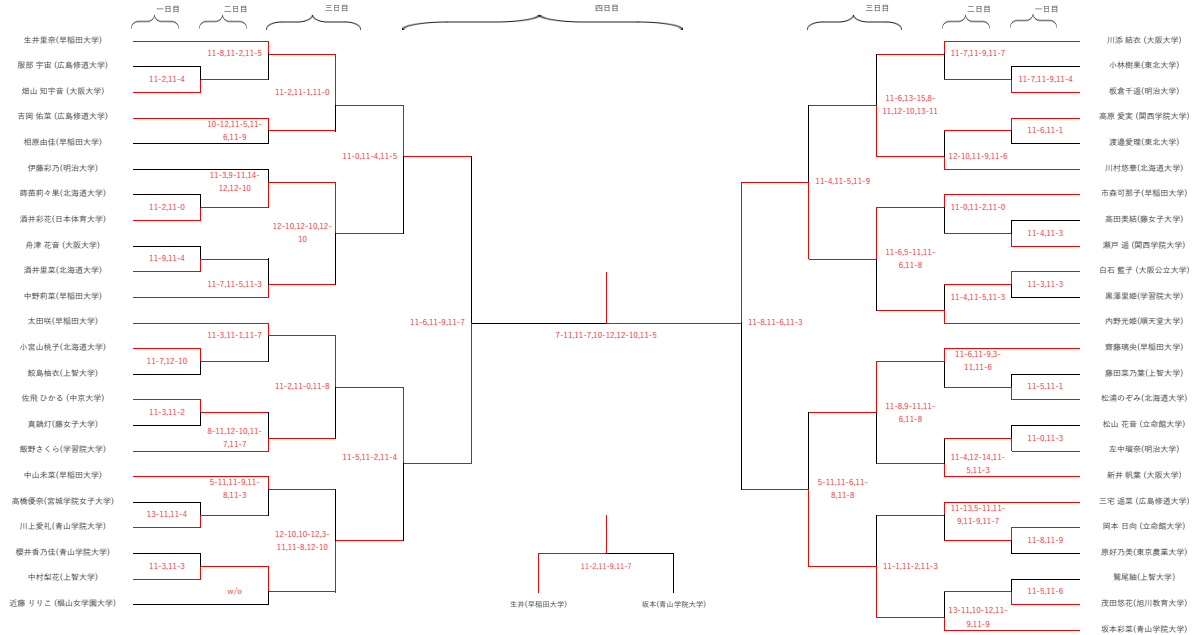 一日目
二日目
三日目
四日目
三日目
二日目
一日目
生井里奈(早稲田大学)
服部 宇宙 (広島修道大学)
畑山 知宇音 (大阪大学)
吉岡 佑菜 (広島修道大学)
相原由佳(早稲田大学)
伊藤彩乃(明治大学)
蒔苗莉々果(北海道大学)
酒井彩花(日本体育大学)
舟津 花音 (大阪大学)
酒井里菜(北海道大学)
中野莉菜(早稲田大学)
太田咲(早稲田大学)
小宮山桃子(北海道大学)
鮫島柚衣(上智大学)
佐飛 ひかる (中京大学)
真鍋灯(藤女子大学)
飯野さくら(学習院大学)
中山未菜(早稲田大学)
高橋優奈(宮城学院女子大学)
川上愛礼(青山学院大学)
櫻井香乃佳(青山学院大学)
中村梨花(上智大学)
近藤 りりこ (椙山女学園大学)
11-2,11-4
11-2,11-0
11-9,11-4
11-7,12-10
11-3,11-2
13-11,11-4
11-3,11-3
11-8,11-2,11-5
10-12,11-5,11-
6,11-9
11-3,9-11,14-
12,12-10
11-7,11-5,11-3
11-3,11-1,11-7
8-11,12-10,11-
7,11-7
5-11,11-9,11-
8,11-3
w/o
11-2,11-1,11-0
12-10,12-10,12-
10
11-2,11-0,11-8
12-10,10-12,3-
11,11-8,12-10
11-0,11-4,11-5
11-5,11-2,11-4
11-6,11-9,11-7
7-11,11-7,10-12,12-10,11-5
11-2,11-9,11-7
生井(早稲田大学)
坂本(青山学院大学)
11-8,11-6,11-3
11-4,11-5,11-9
5-11,11-6,11-
8,11-8
11-6,13-15,8-
11,12-10,13-11
11-6,5-11,11-
6,11-8
11-8,9-11,11-
6,11-8
11-1,11-2,11-3
11-7,11-9,11-7
12-10,11-9,11-6
11-0,11-2,11-0
11-4,11-5,11-3
11-6,11-9,3-
11,11-6
11-4,12-14,11-
5,11-3
11-13,5-11,11-
9,11-9,11-7
13-11,10-12,11-
9,11-9
11-7,11-9,11-4
11-6,11-1
11-4,11-3
11-3,11-3
11-5,11-1
11-0,11-3
11-8,11-9
11-5,11-6
川添 結衣 (大阪大学)
小林樹果(東北大学)
板倉千遥(明治大学)
高原 愛実 (関西学院大学)
渡邉愛理(東北大学)
川村悠華(北海道大学)
市森可那子(早稲田大学)
高田美結(藤女子大学)
瀬戸 遥 (関西学院大学)
白石 藍子 (大阪公立大学)
黒澤里姫(学習院大学)
内野光姫(順天堂大学)
齋藤璃央(早稲田大学)
藤田菜乃葉(上智大学)
松浦のぞみ(北海道大学)
松山 花音 (立命館大学)
左中瑠奈(明治大学)
新井 帆葉 (大阪大学)
三宅 遥菜 (広島修道大学)
岡本 日向 (立命館大学)
原好乃美(東京農業大学)
鷲尾紬(上智大学)
茂田悠花(旭川教育大学)
坂本彩菜(青山学院大学)